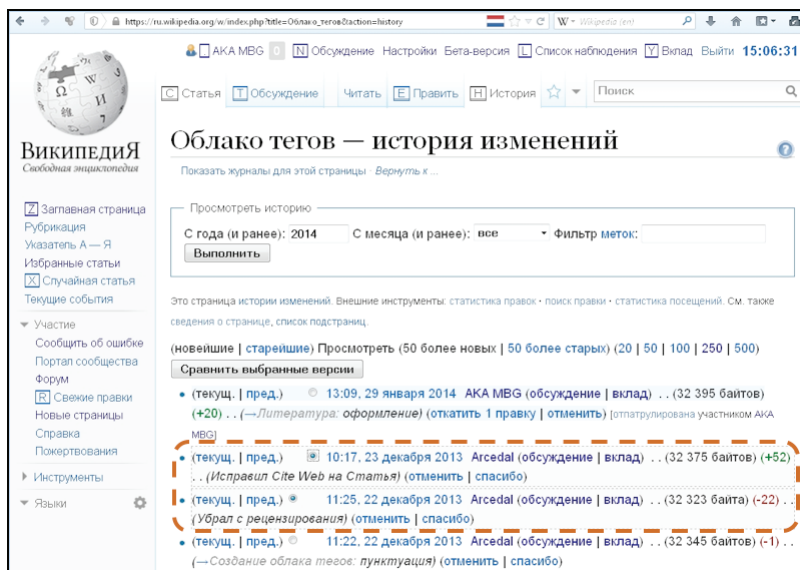 https://ru.wikipedia.org/w/index.php?title=Облако_тегов&action=history
W Wikipedia (en)
AKA MBG 0 N Обсуждение Настройки Бета-версия L Список наблюдения Y Вклад Выйти 15:06:31
C Статья T Обсуждение Читать E Править H История Поиск
ВикипедиЯ
Свободная энциклопедия
Облако тегов — история изменений
Показать журналы для этой страницы · Вернуть к ...
Z Заглавная страница
Рубрикация
Указатель А — Я
Избранные статьи
X Случайная статья
Текущие события
Участие
Сообщить об ошибке
Портал сообщества
Форум
R Свежие правки
Новые страницы
Справка
Пожертвования
Инструменты
Языки
Просмотреть историю
С года (и ранее): 2014 С месяца (и ранее): все Фильтр меток:
Выполнить
Это страница истории изменений. Внешние инструменты: статистика правок · поиск правки · статистика посещений. См. также
сведения о странице, список подстраниц.
(новейшие | старейшие) Просмотреть (50 более новых | 50 более старых) (20 | 50 | 100 | 250 | 500)
Сравнить выбранные версии
• (текущ. | пред.) 13:09, 29 января 2014 AKA MBG (обсуждение | вклад) . . (32 395 байтов)
(+20) . . (→Литература: оформление) (откатить 1 правку | отменить) [отпатрулирована участником AKA
MBG]
• (текущ. | пред.) 10:17, 23 декабря 2013 Arcedal (обсуждение | вклад) . . (32 375 байтов) (+52)
. . (Исправил Cite Web на Статья) (отменить | спасибо)
• (текущ. | пред.) 11:25, 22 декабря 2013 Arcedal (обсуждение | вклад) . . (32 323 байта) (-22) . .
(Убрал с рецензирования) (отменить | спасибо)
• (текущ. | пред.) 11:22, 22 декабря 2013 Arcedal (обсуждение | вклад) . . (32 345 байтов) (-1) . .
(→Создание облака тегов: пунктуация) (отменить | спасибо)